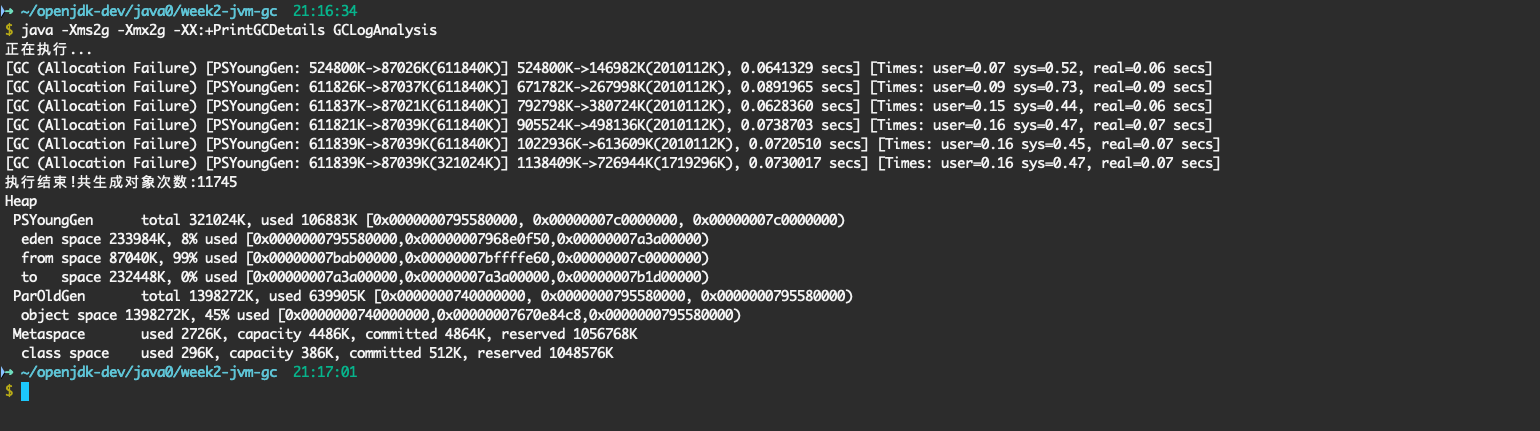 ➜ ~/openjdk-dev/java0/week2-jvm-gc 21:16:34
$ java -Xms2g -Xmx2g -XX:+PrintGCDetails GCLogAnalysis
正在执行...
[GC (Allocation Failure) [PSYoungGen: 524800K->87026K(611840K)] 524800K->146982K(2010112K), 0.0641329 secs] [Times: user=0.07 sys=0.52, real=0.06 secs]
[GC (Allocation Failure) [PSYoungGen: 611826K->87037K(611840K)] 671782K->267998K(2010112K), 0.0891965 secs] [Times: user=0.09 sys=0.73, real=0.09 secs]
[GC (Allocation Failure) [PSYoungGen: 611837K->87021K(611840K)] 792798K->380724K(2010112K), 0.0628360 secs] [Times: user=0.15 sys=0.44, real=0.06 secs]
[GC (Allocation Failure) [PSYoungGen: 611821K->87039K(611840K)] 905524K->498136K(2010112K), 0.0738703 secs] [Times: user=0.16 sys=0.47, real=0.07 secs]
[GC (Allocation Failure) [PSYoungGen: 611839K->87039K(611840K)] 1022936K->613609K(2010112K), 0.0720510 secs] [Times: user=0.16 sys=0.45, real=0.07 secs]
[GC (Allocation Failure) [PSYoungGen: 611839K->87039K(321024K)] 1138409K->726944K(1719296K), 0.0730017 secs] [Times: user=0.16 sys=0.47, real=0.07 secs]
执行结束!共生成对象次数:11745
Heap
PSYoungGen total 321024K, used 106883K [0x0000000795580000, 0x00000007c0000000, 0x00000007c0000000)
eden space 233984K, 8% used [0x0000000795580000,0x00000007968e0f50,0x00000007a3a00000)
from space 87040K, 99% used [0x00000007bab00000,0x00000007bffffe60,0x00000007c0000000)
to space 232448K, 0% used [0x00000007a3a00000,0x00000007a3a00000,0x00000007b1d00000)
ParOldGen total 1398272K, used 639905K [0x0000000740000000, 0x0000000795580000, 0x0000000795580000)
object space 1398272K, 45% used [0x0000000740000000,0x00000007670e84c8,0x0000000795580000)
Metaspace used 2726K, capacity 4486K, committed 4864K, reserved 1056768K
class space used 296K, capacity 386K, committed 512K, reserved 1048576K
➜ ~/openjdk-dev/java0/week2-jvm-gc 21:17:01
$